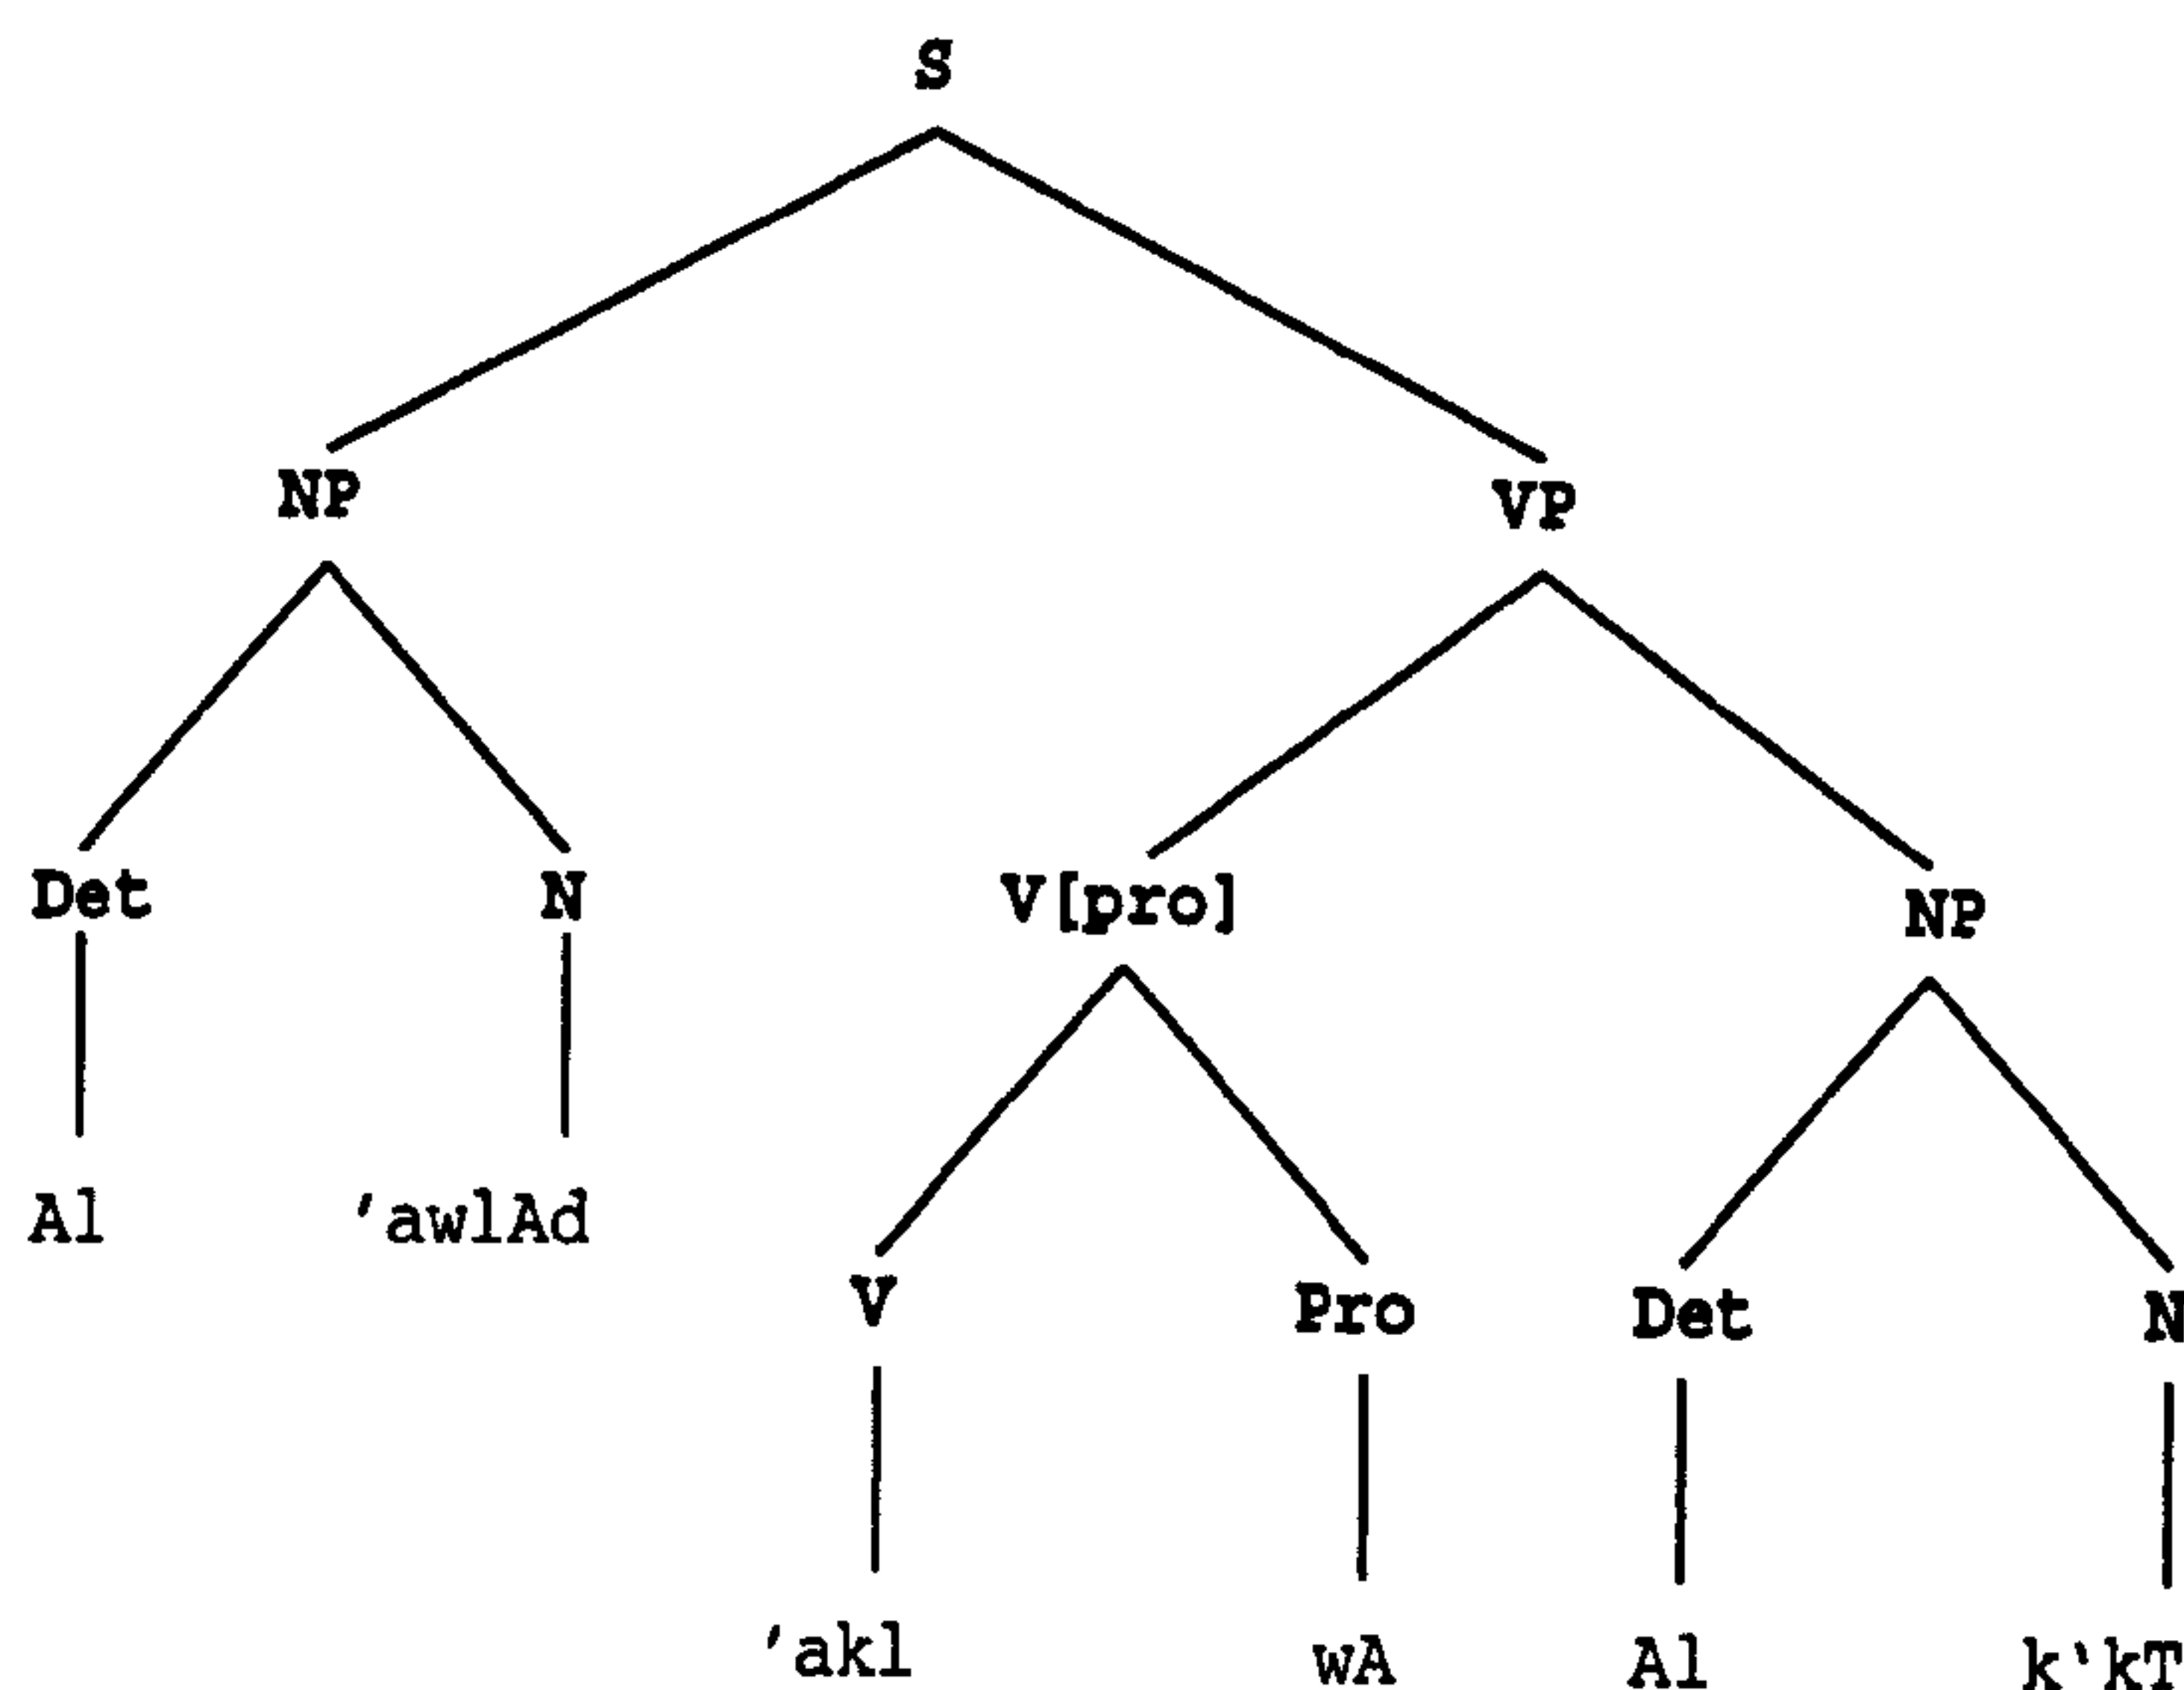 S
NP VP
Det N V[pro] NP
Al 'awlAd
V Pro Det N
'akl wA Al k‘kT